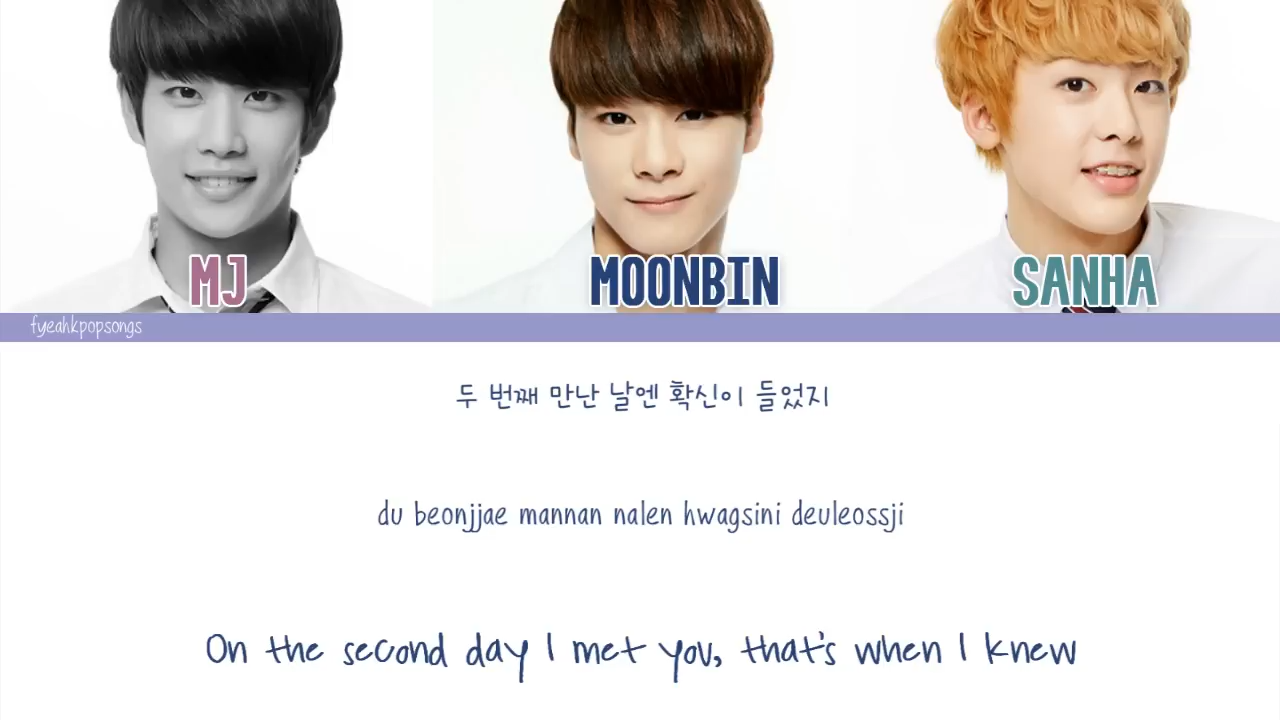 MJ
MOONBIN
SANHA
fyeahkpopsongs
두 번째 만난 날엔 확신이 들었지
du beonjjae mannan nalen hwagsini deuleossji
On the second day I met you, that's when I knew